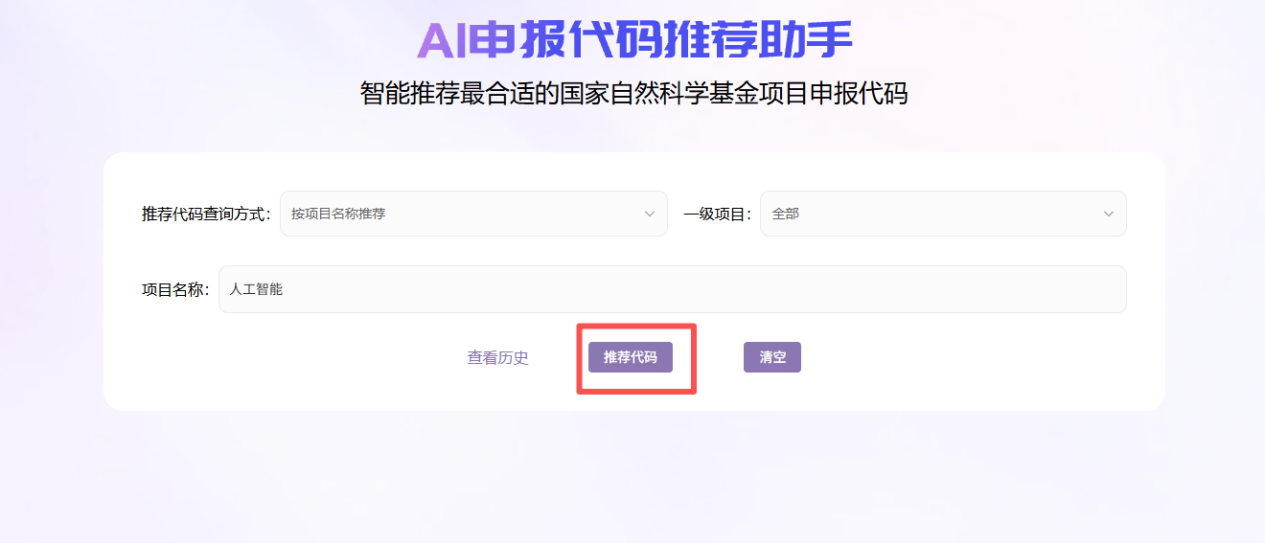 AI申报代码推荐助手
智能推荐最合适的国家自然科学基金项目申报代码
推荐代码查询方式： 按项目名称推荐 一级项目： 全部
项目名称： 人工智能
查看历史 推荐代码 清空